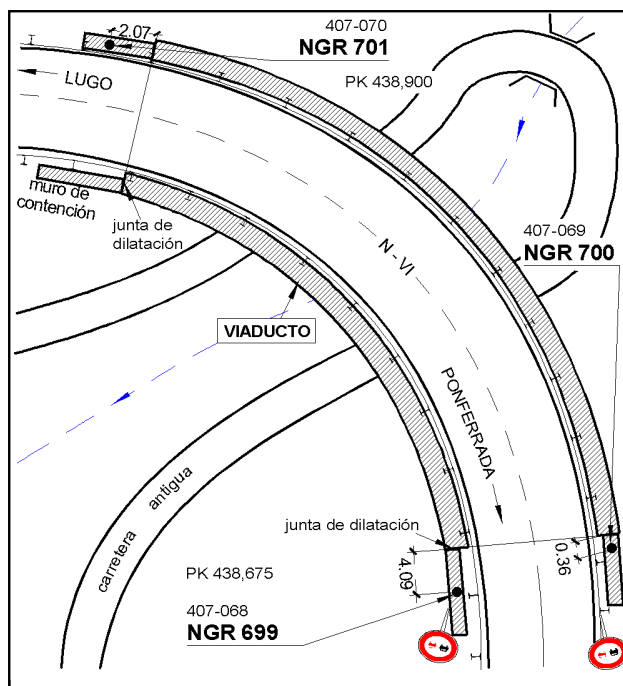 2.07
407-070
NGR 701
LUGO
PK 438,900
muro de
contención
junta de
dilatación
N - VI
407-069
NGR 700
VIADUCTO
PONFERRADA
carretera antigua
junta de dilatación
4.09
0.36
PK 438,675
407-068
NGR 699